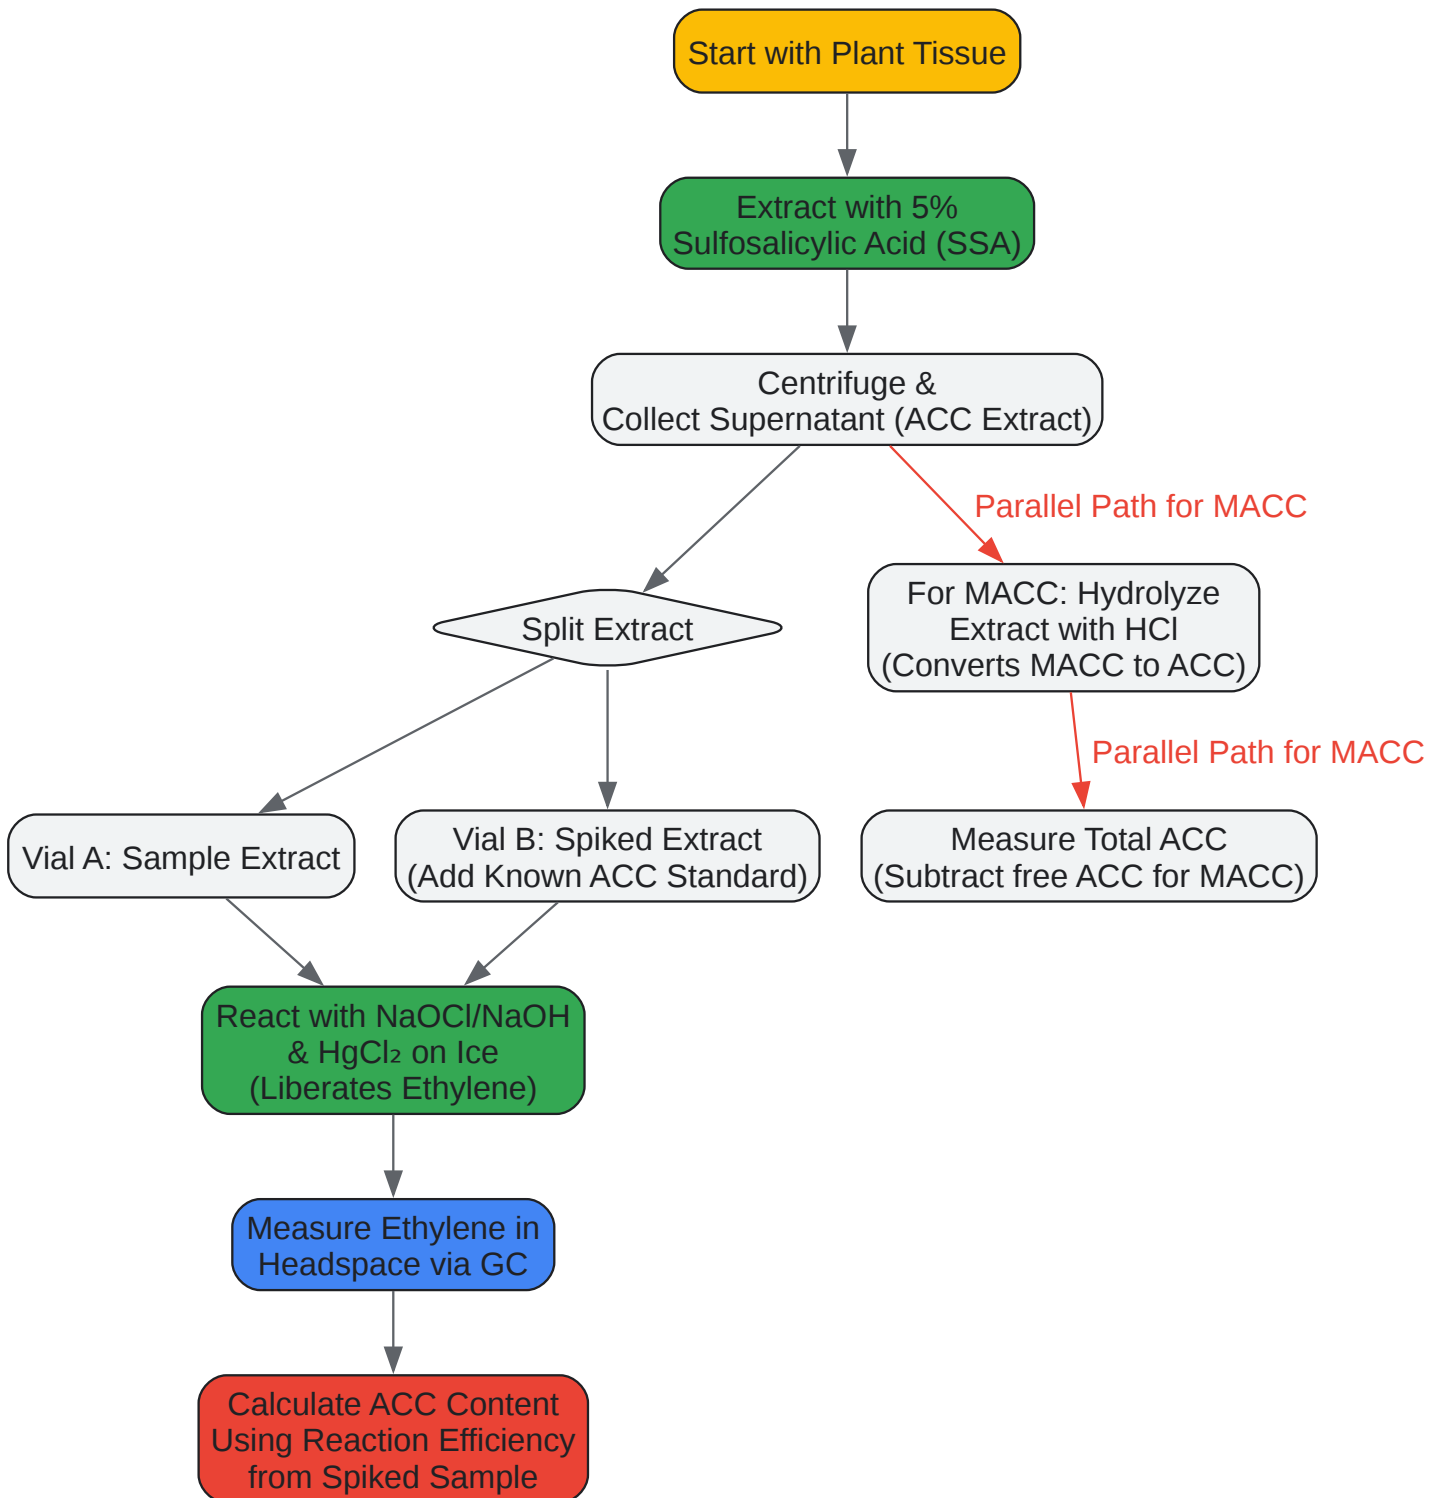 Start with Plant Tissue
Extract with 5%
Sulfosalicylic Acid (SSA)
Centrifuge &
Collect Supernatant (ACC Extract)
Parallel Path for MACC
For MACC: Hydrolyze
Extract with HCl
(Converts MACC to ACC)
Split Extract
Parallel Path for MACC
Vial A: Sample Extract
Vial B: Spiked Extract
(Add Known ACC Standard)
Measure Total ACC
(Subtract free ACC for MACC)
React with NaOCl/NaOH
& HgCl₂ on Ice
(Liberates Ethylene)
Measure Ethylene in
Headspace via GC
Calculate ACC Content
Using Reaction Efficiency
from Spiked Sample